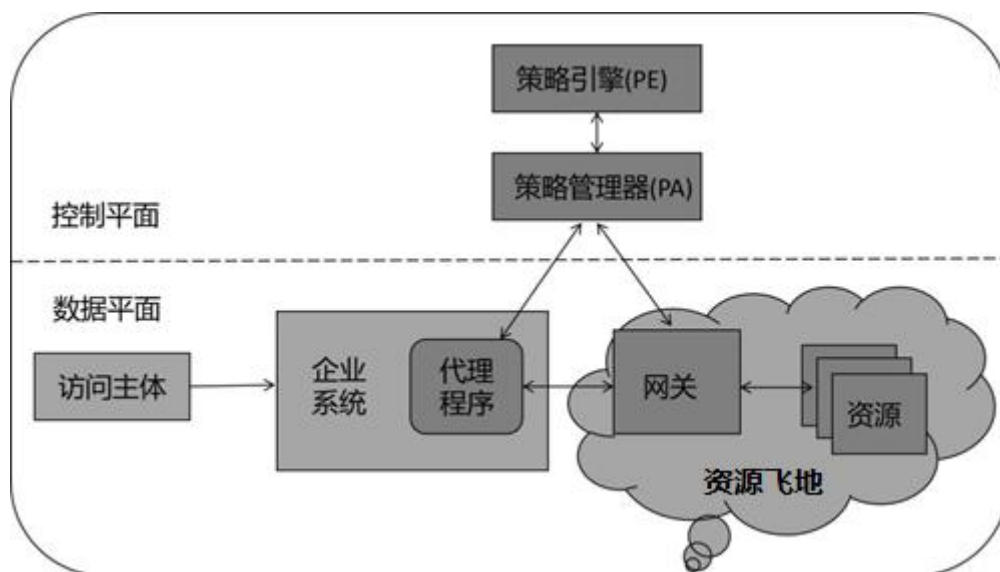 策略引擎(PE)
策略管理器(PA)
控制平面
数据平面
访问主体
企业
系统
代理
程序
网关
资源
资源飞地